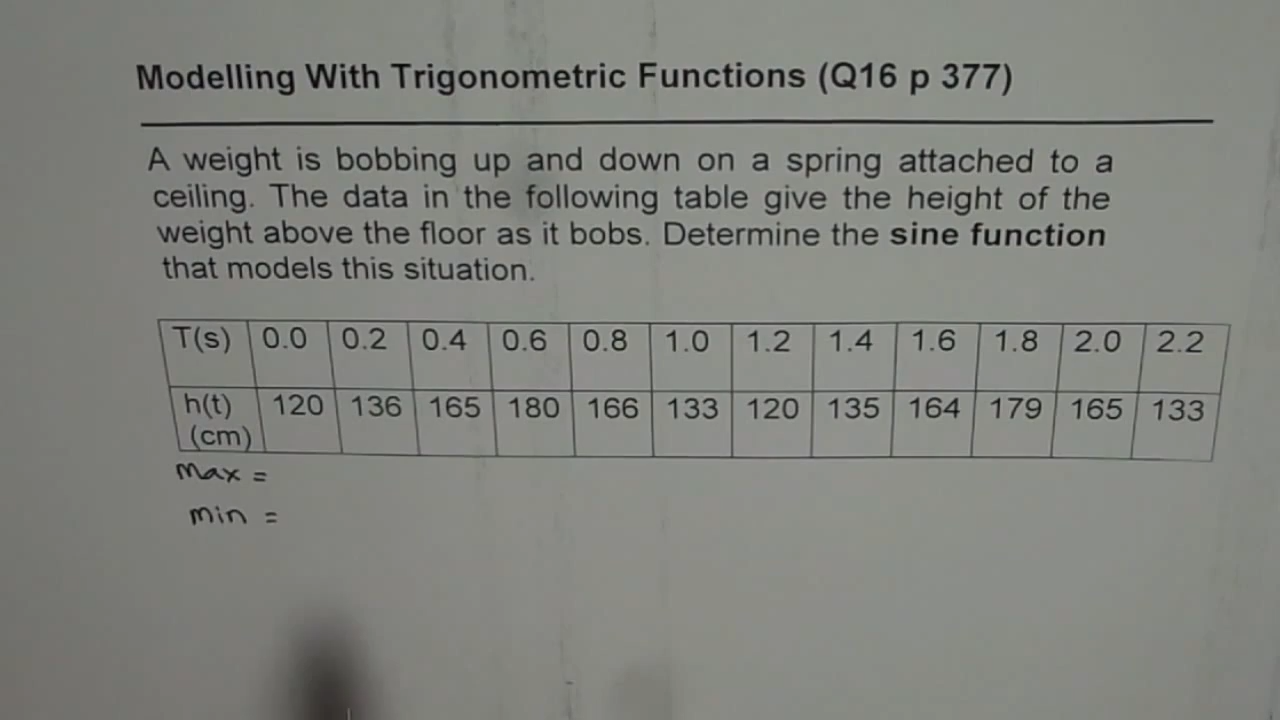 Modelling With Trigonometric Functions (Q16 p 377)
A weight is bobbing up and down on a spring attached to a
ceiling. The data in the following table give the height of the
weight above the floor as it bobs. Determine the sine function
that models this situation.
T(s) 0.0 0.2 0.4 0.6 0.8 1.0 1.2 1.4 1.6 1.8 2.0 2.2
h(t) 120 136 165 180 166 133 120 135 164 179 165 133
(cm)
max =
min =